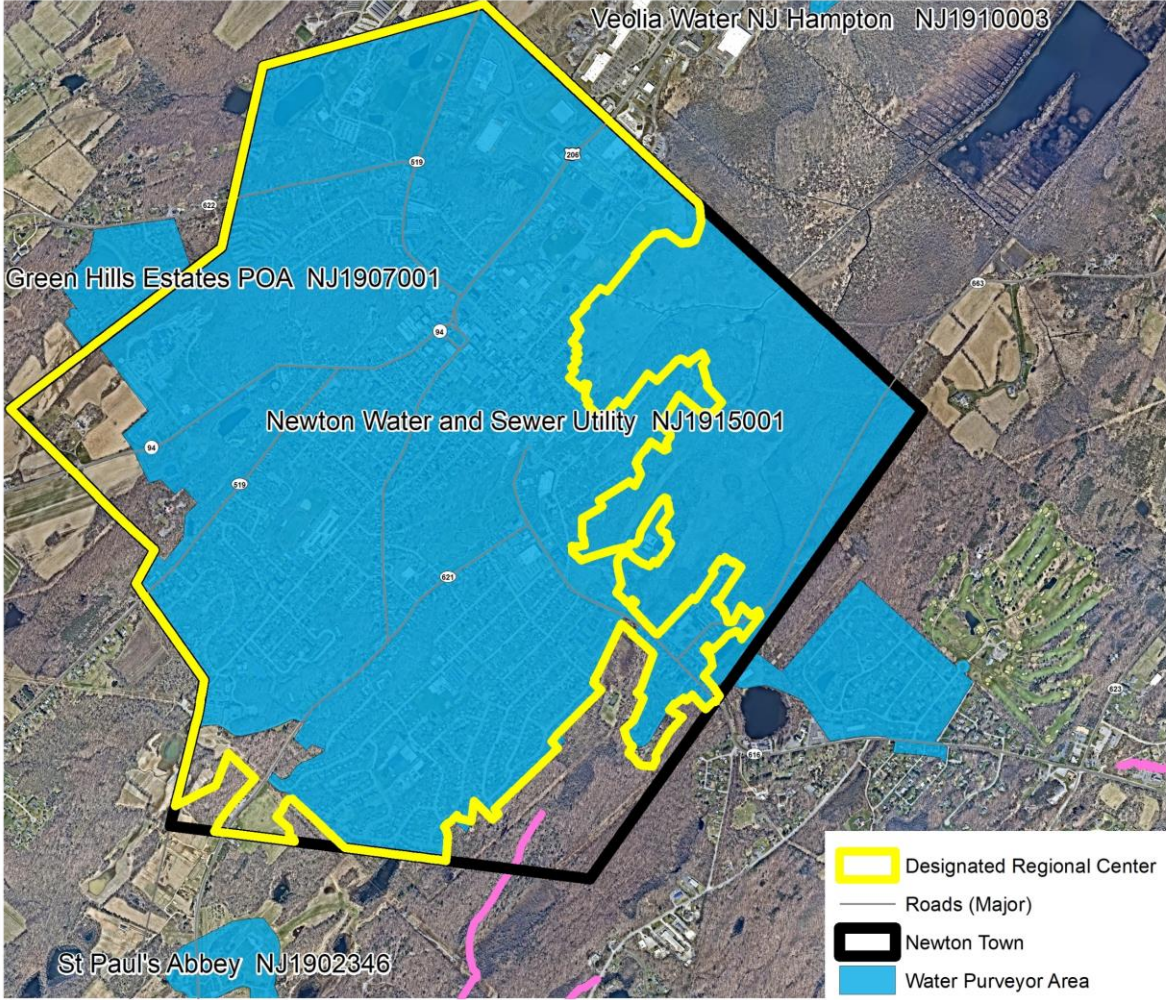 Veolia Water NJ Hampton NJ1910003
519
206
622
Green Hills Estates POA NJ1907001
663
94
Newton Water and Sewer Utility NJ1915001
94
519
621
623
616
St Paul's Abbey NJ1902346
Designated Regional Center
Roads (Major)
Newton Town
Water Purveyor Area